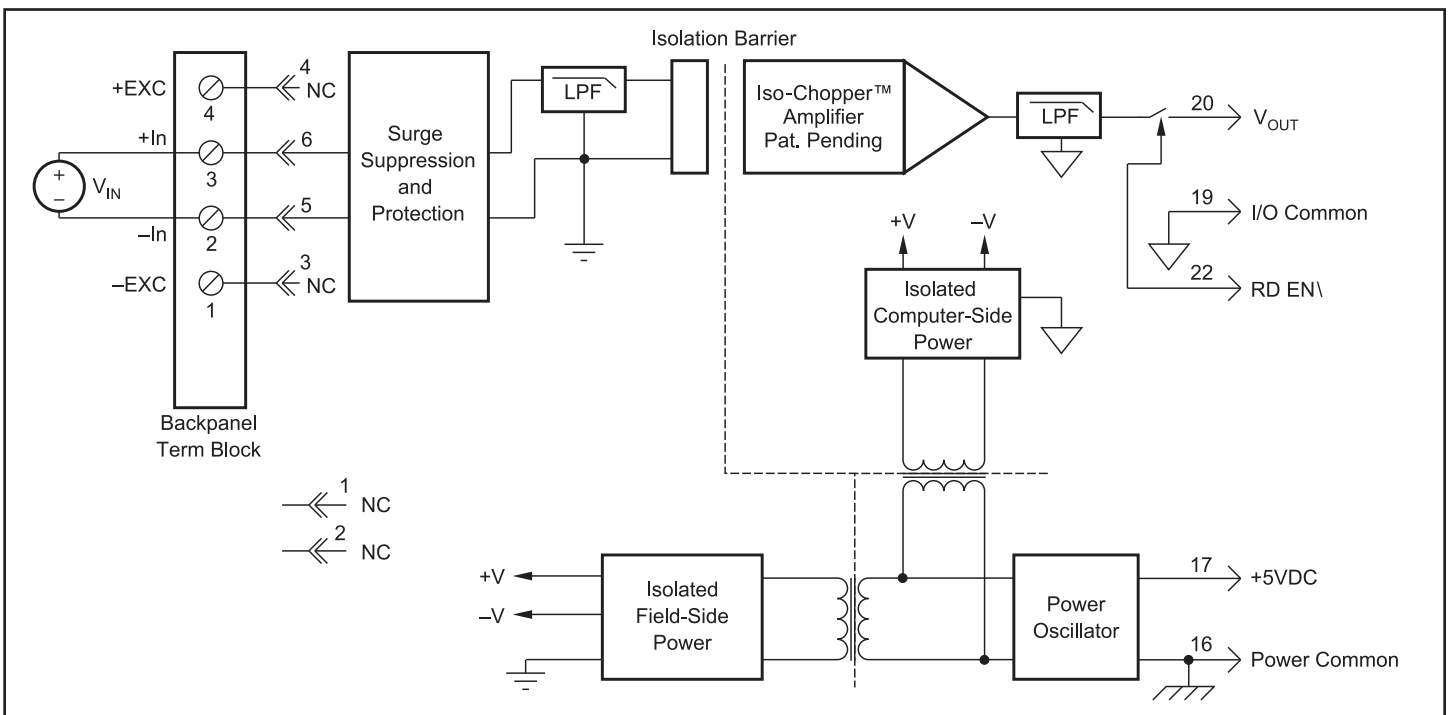 Isolation Barrier
+EXC
4
4
NC
+In
3
6
+
–
V_IN
–In
2
5
–EXC
1
3
NC
Backpanel
Term Block
Surge
Suppression
and
Protection
LPF
Iso-Chopper™
Amplifier
Pat. Pending
LPF
20
V_OUT
19
I/O Common
22
RD EN\
+V
–V
Isolated
Computer-Side
Power
1
NC
2
NC
+V
–V
Isolated
Field-Side
Power
Power
Oscillator
17
+5VDC
16
Power Common